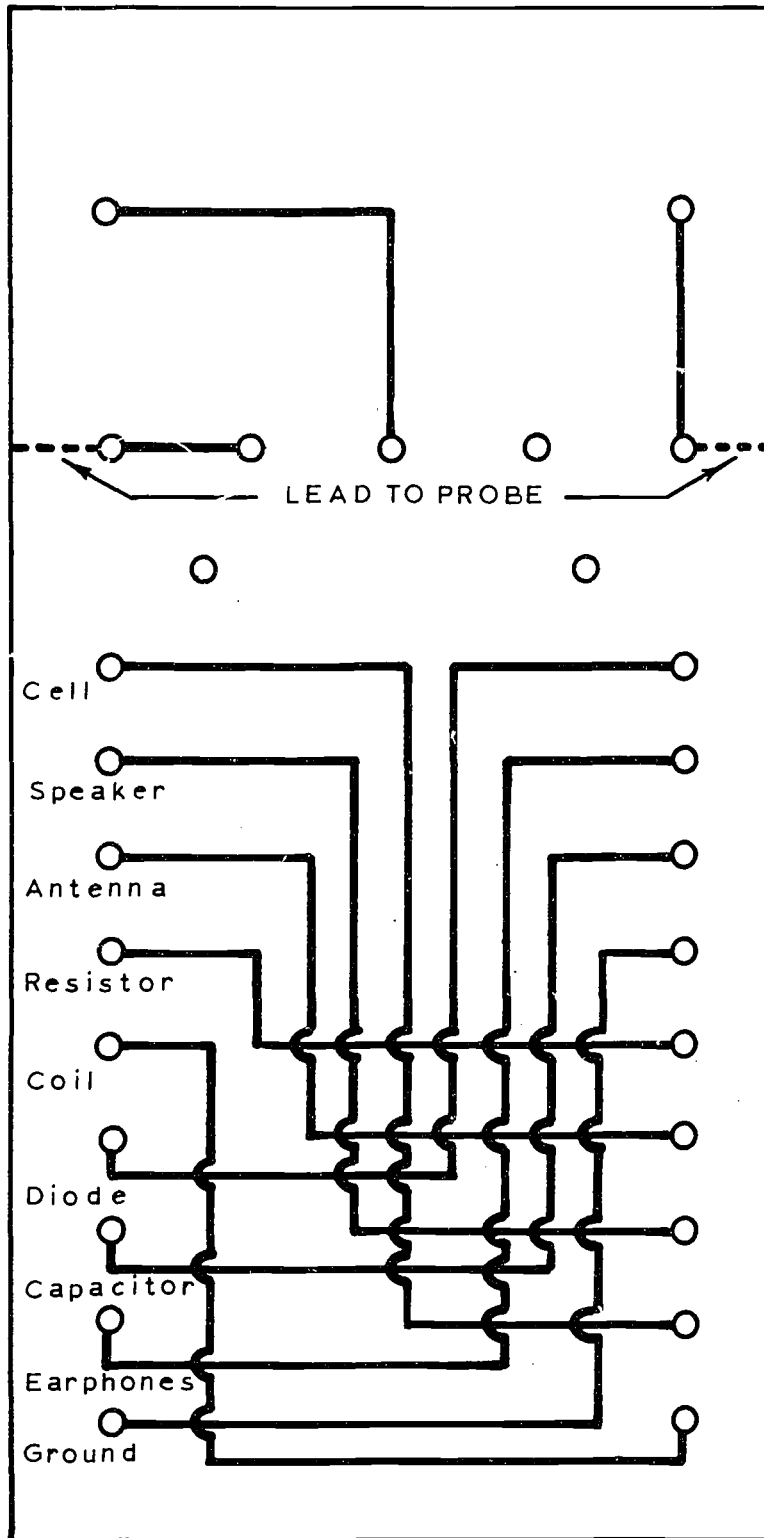 LEAD TO PROBE
Cell
Speaker
Antenna
Resistor
Coil
Diode
Capacitor
Earphones
Ground